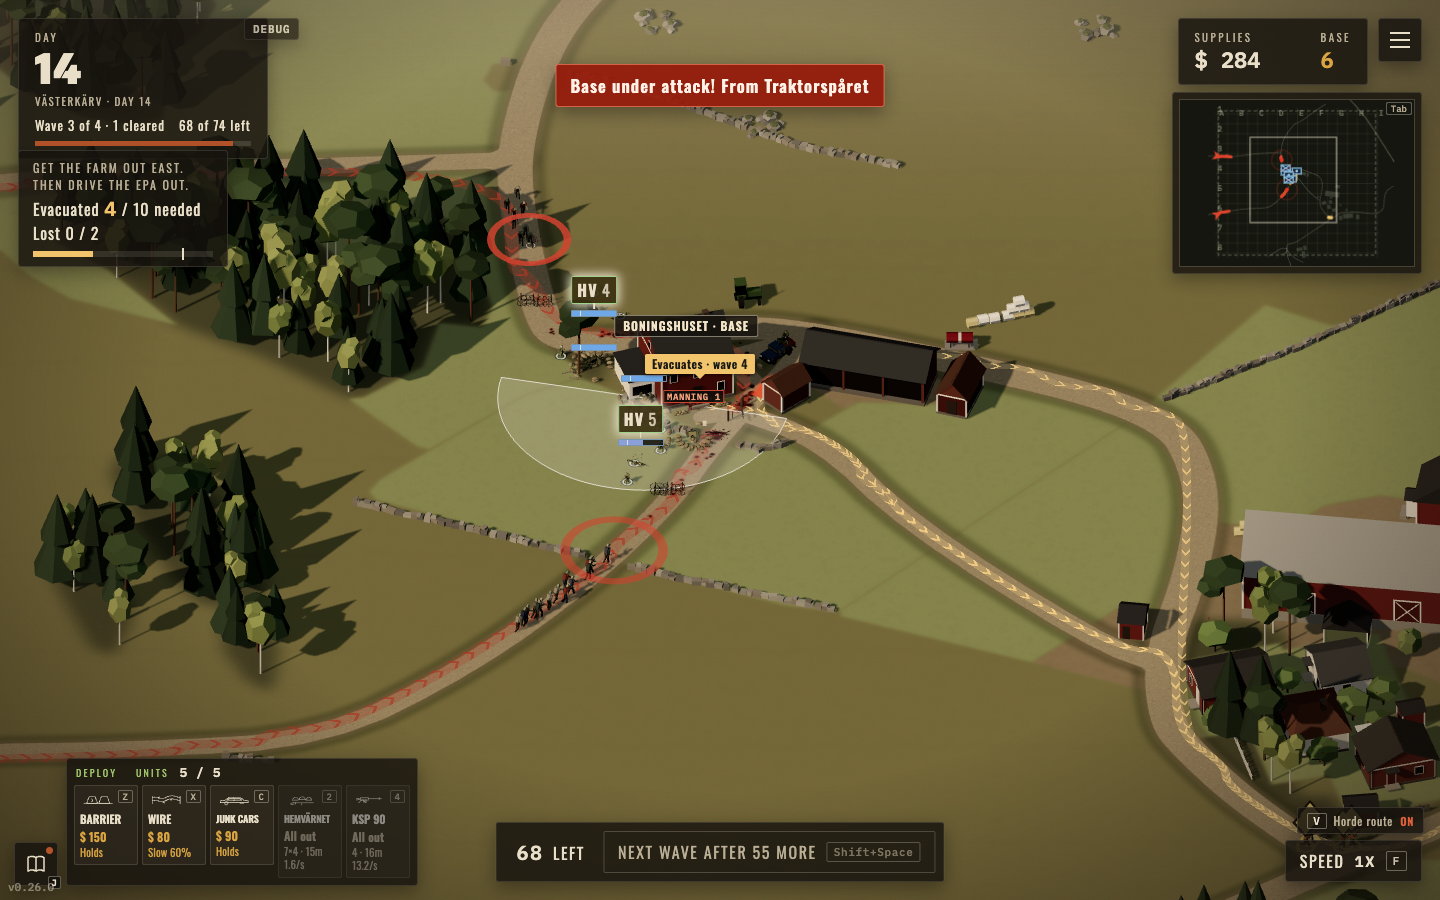 DAY
14
VÄSTERKÄRV · DAY 14
Wave 3 of 4 · 1 cleared 68 of 74 left
DEBUG
GET THE FARM OUT EAST.
THEN DRIVE THE EPA OUT.
Evacuated 4 / 10 needed
Lost 0 / 2
Base under attack! From Traktorspåret
SUPPLIES
$ 284
BASE
6
Tab
A B C D E F G H I
HV 4
BONINGSHUSET · BASE
Evacuates · wave 4
MANNING 1
HV 5
DEPLOY UNITS 5 / 5
Z
BARRIER
$ 150
Holds
X
WIRE
$ 80
Slow 60%
C
JUNK CARS
$ 90
Holds
2
HEMVÄRNET
All out
7×4 · 15m
1.6/s
4
KSP 90
All out
4 · 16m
13.2/s
J
v0.26.0
68 LEFT
NEXT WAVE AFTER 55 MORE Shift+Space
V Horde route ON
SPEED 1X F